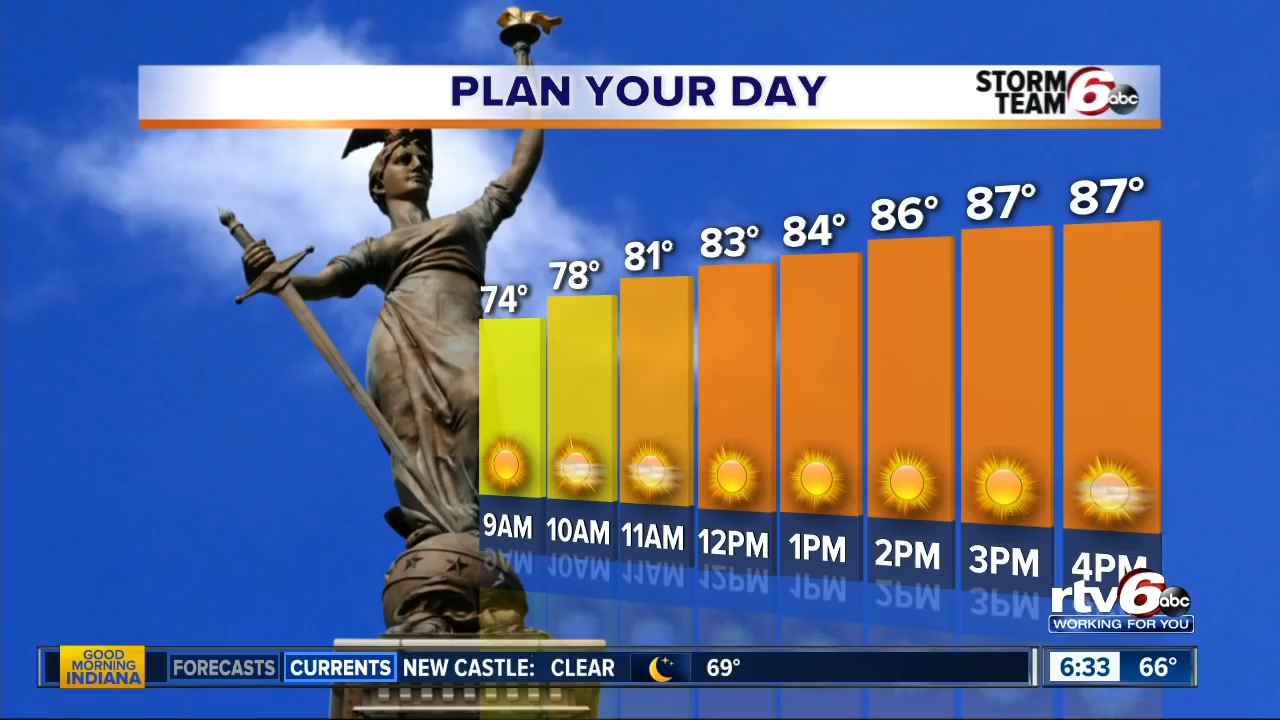 PLAN YOUR DAY
STORM
TEAM 6 abc
74° 78° 81° 83° 84° 86° 87° 87°
9AM 10AM 11AM 12PM 1PM 2PM 3PM 4PM
rtv6 abc
WORKING FOR YOU
GOOD
MORNING
INDIANA
FORECASTS CURRENTS NEW CASTLE: CLEAR 69° 6:33 66°